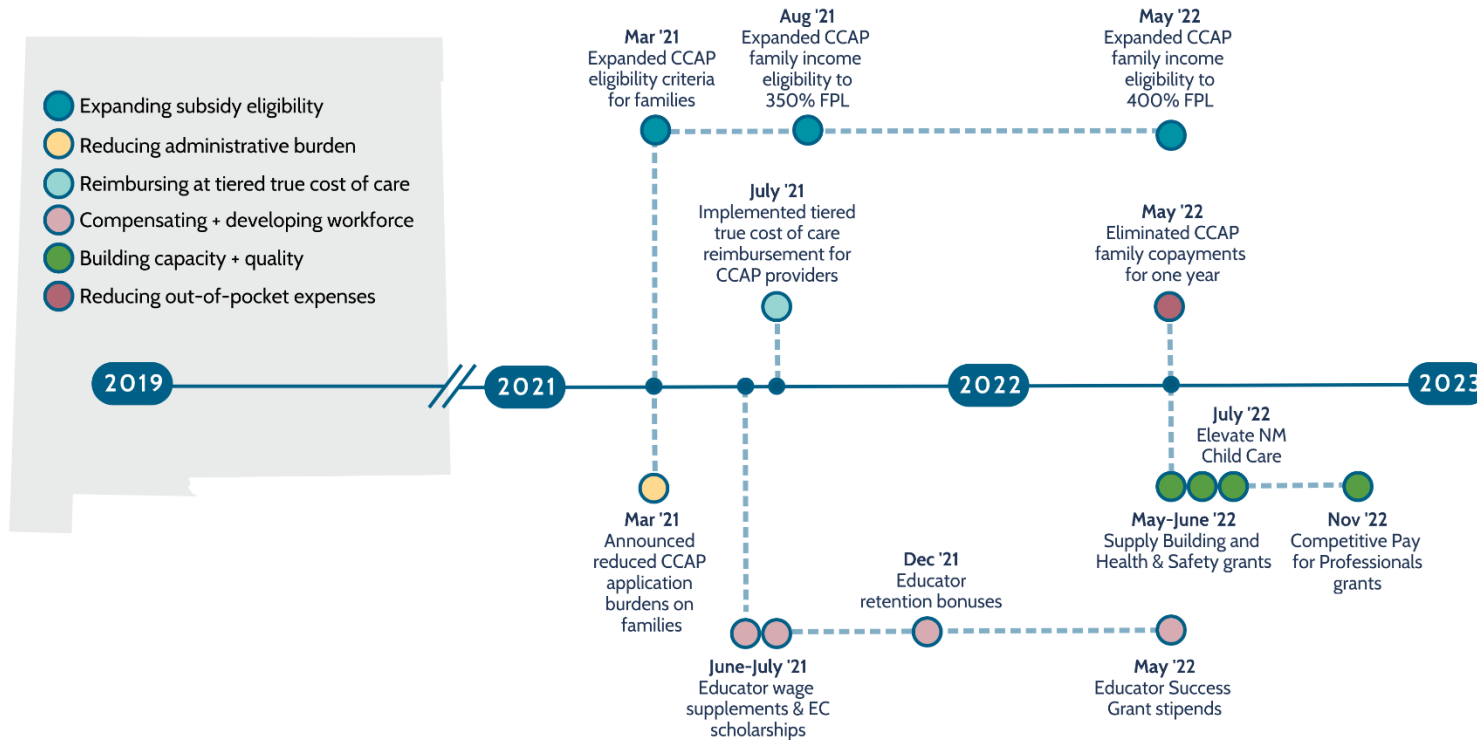 Expanding subsidy eligibility
Reducing administrative burden
Reimbursing at tiered true cost of care
Compensating + developing workforce
Building capacity + quality
Reducing out-of-pocket expenses
Mar '21
Expanded CCAP
eligibility criteria
for families
Aug '21
Expanded CCAP
family income
eligibility to
350% FPL
May '22
Expanded CCAP
family income
eligibility to
400% FPL
July '21
Implemented tiered
true cost of care
reimbursement for
CCAP providers
May '22
Eliminated CCAP
family copayments
for one year
2019
2021
2022
2023
July '22
Elevate NM
Child Care
Mar '21
Announced
reduced CCAP
application
burdens on
families
May-June '22
Supply Building and
Health & Safety grants
Nov '22
Competitive Pay
for Professionals
grants
Dec '21
Educator
retention bonuses
June-July '21
Educator wage
supplements & EC
scholarships
May '22
Educator Success
Grant stipends